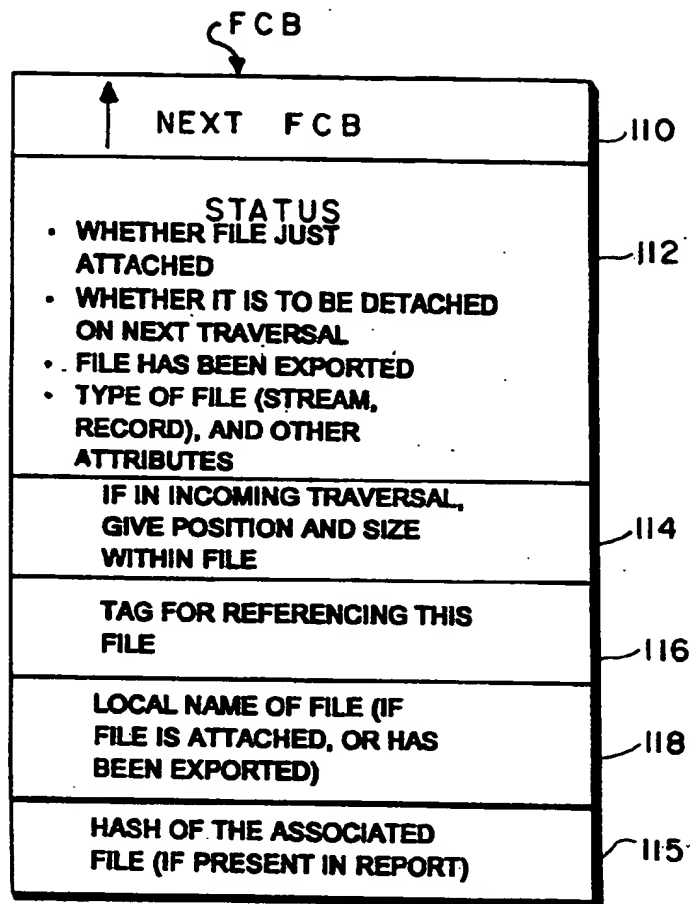 FCB
NEXT FCB
110
STATUS
• WHETHER FILE JUST
ATTACHED
112
• WHETHER IT IS TO BE DETACHED
ON NEXT TRAVERSAL
• FILE HAS BEEN EXPORTED
• TYPE OF FILE (STREAM,
RECORD), AND OTHER
ATTRIBUTES
IF IN INCOMING TRAVERSAL,
GIVE POSITION AND SIZE
WITHIN FILE
114
TAG FOR REFERENCING THIS
FILE
116
LOCAL NAME OF FILE (IF
FILE IS ATTACHED, OR HAS
BEEN EXPORTED)
118
HASH OF THE ASSOCIATED
FILE (IF PRESENT IN REPORT)
115